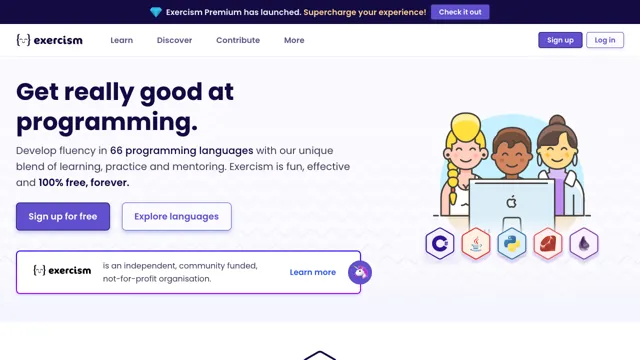 Exercism Premium has launched. Supercharge your experience! Check it out
exercism Learn Discover Contribute More Sign up Log in
Get really good at
programming.
Develop fluency in 66 programming languages with our unique
blend of learning, practice and mentoring. Exercism is fun, effective
and 100% free, forever.
Sign up for free Explore languages
exercism is an independent, community funded,
not-for-profit organisation.
Learn more